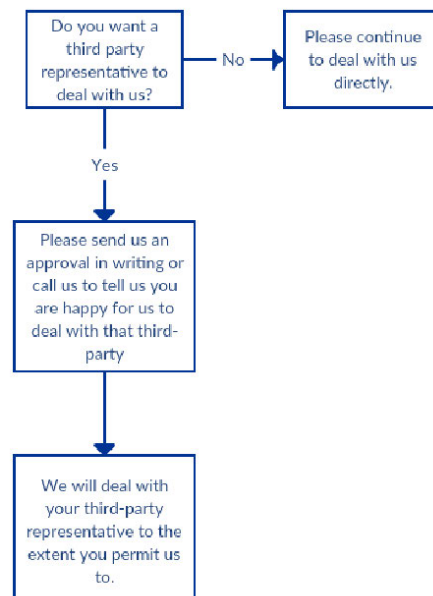 Do you want a
third party
representative to
deal with us?
No
Please continue
to deal with us
directly.
Yes
Please send us an
approval in writing or
call us to tell us you
are happy for us to
deal with that third-
party
We will deal with
your third-party
representative to the
extent you permit us
to.